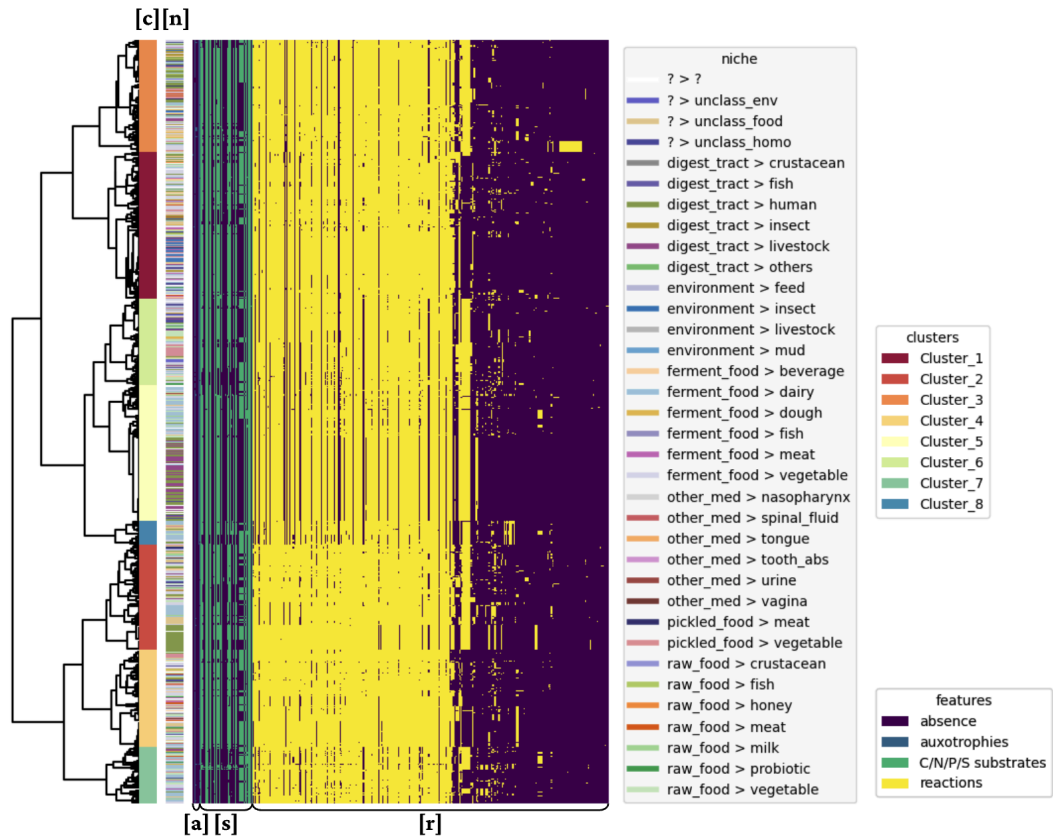 [c] [n]
niche
? > ?
? > unclass_env
? > unclass_food
? > unclass_homo
digest_tract > crustacean
digest_tract > fish
digest_tract > human
digest_tract > insect
digest_tract > livestock
digest_tract > others
environment > feed
environment > insect
environment > livestock
environment > mud
ferment_food > beverage
ferment_food > dairy
ferment_food > dough
ferment_food > fish
ferment_food > meat
ferment_food > vegetable
other_med > nasopharynx
other_med > spinal_fluid
other_med > tongue
other_med > tooth_abs
other_med > urine
other_med > vagina
pickled_food > meat
pickled_food > vegetable
raw_food > crustacean
raw_food > fish
raw_food > honey
raw_food > meat
raw_food > milk
raw_food > probiotic
raw_food > vegetable
clusters
Cluster_1
Cluster_2
Cluster_3
Cluster_4
Cluster_5
Cluster_6
Cluster_7
Cluster_8
features
absence
auxotrophies
C/N/P/S substrates
reactions
[a] [s] [r]